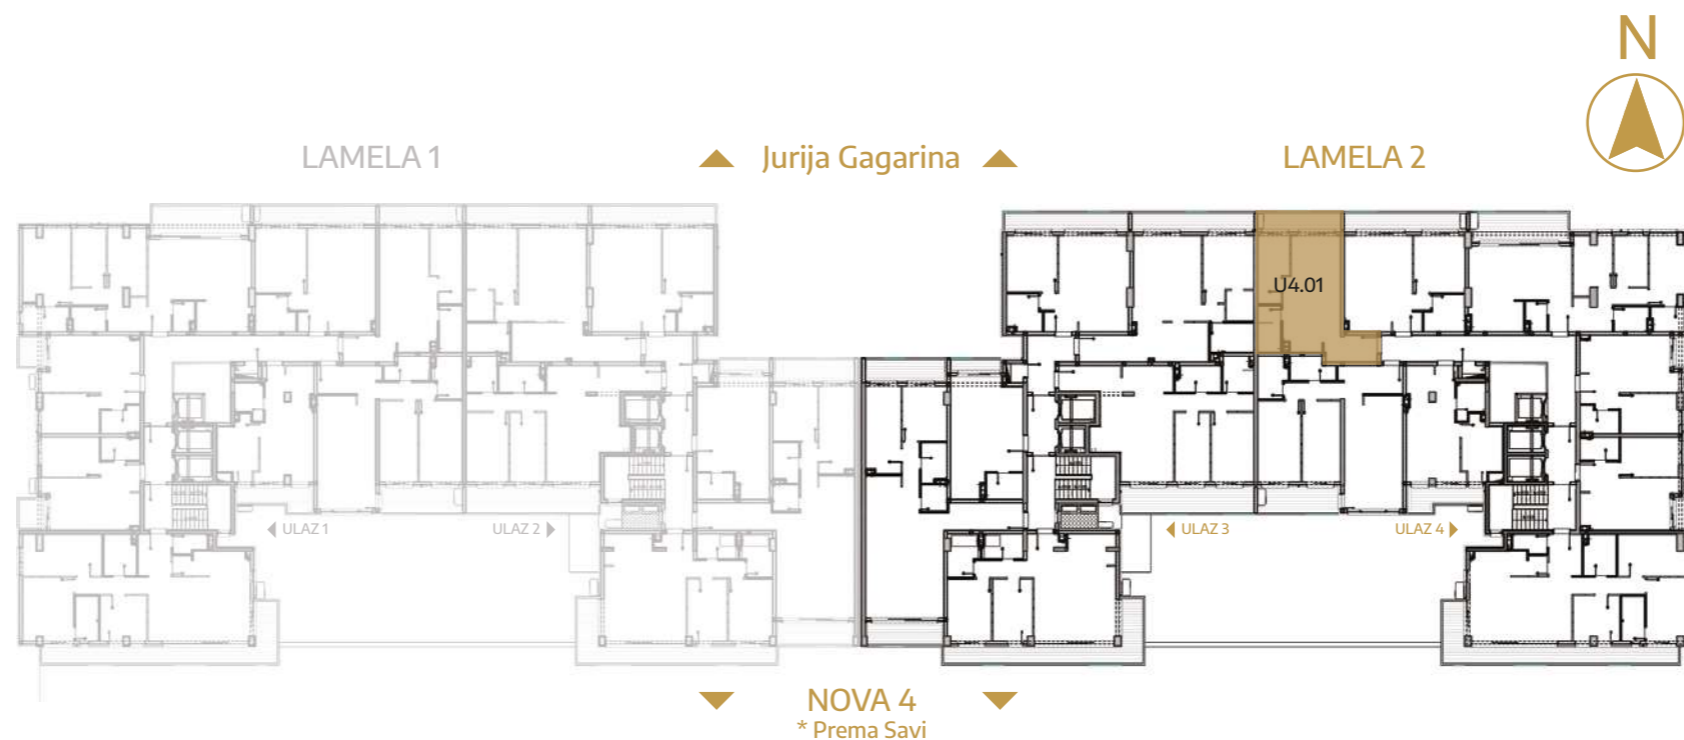 N
LAMELA 1
Jurija Gagarina
LAMELA 2
U4.01
ULAZ 1
ULAZ 2
ULAZ 3
ULAZ 4
NOVA 4
* Prema Savi